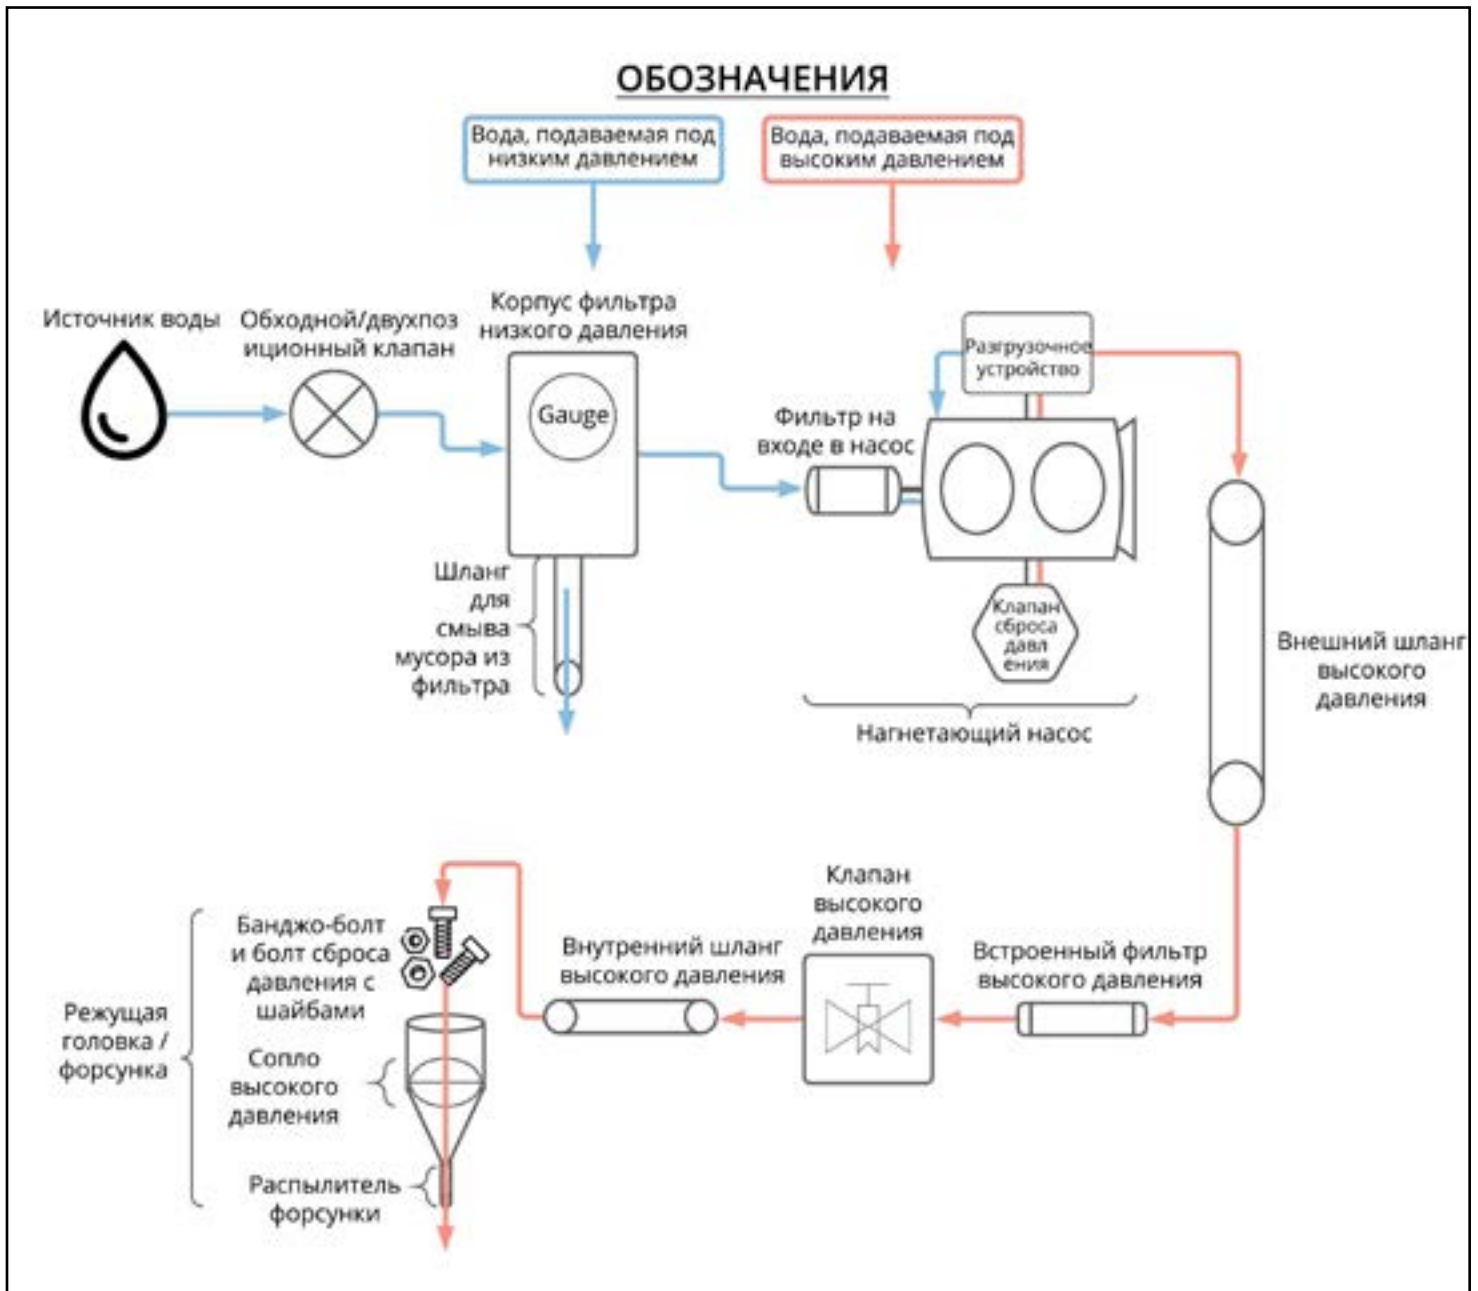 ОБОЗНАЧЕНИЯ
Вода, подаваемая под
низким давлением
Вода, подаваемая под
высоким давлением
Источник воды
Обходной/двухпоз
иционный клапан
Корпус фильтра
низкого давления
Gauge
Фильтр на
входе в насос
Разгрузочное
устройство
Шланг
для
смыва
мусора из
фильтра
Клапан
сброса
давл
ения
Нагнетающий насос
Внешний шланг
высокого
давления
Клапан
высокого
давления
Встроенный фильтр
высокого давления
Внутренний шланг
высокого давления
Банджо-болт
и болт сброса
давления с
шайбами
Режущая
головка /
форсунка
Сопло
высокого
давления
Распылитель
форсунки